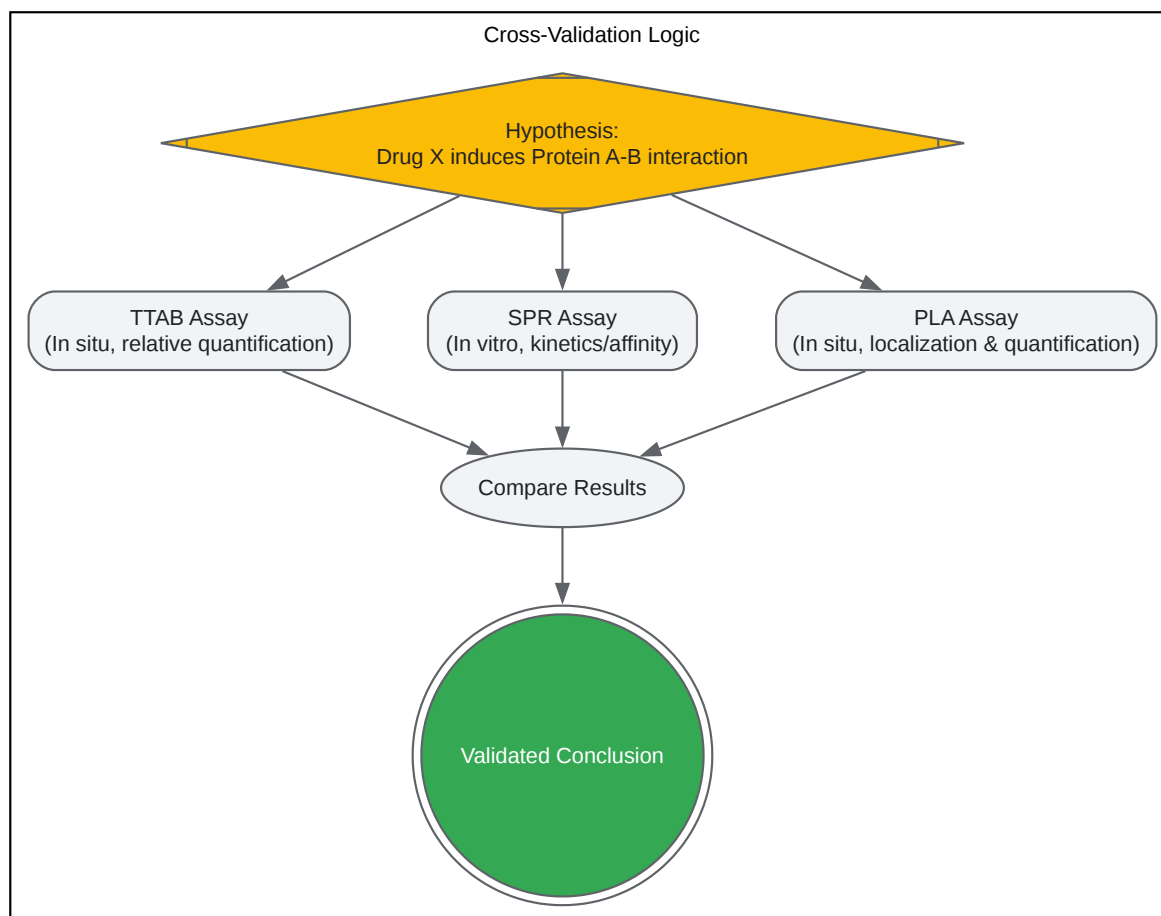 Cross-Validation Logic
Hypothesis:
Drug X induces Protein A-B interaction
TTAB Assay
(In situ, relative quantification)
SPR Assay
(In vitro, kinetics/affinity)
PLA Assay
(In situ, localization & quantification)
Compare Results
Validated Conclusion